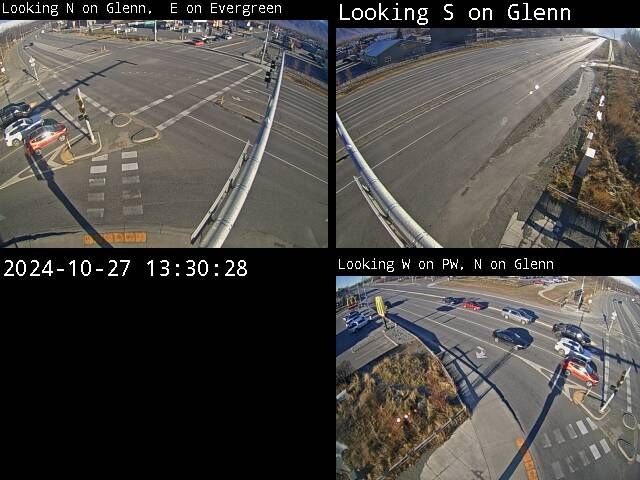 Looking N on Glenn,  E on Evergreen
Looking S on Glenn
2024-10-27 13:30:28
Looking W on PW, N on Glenn